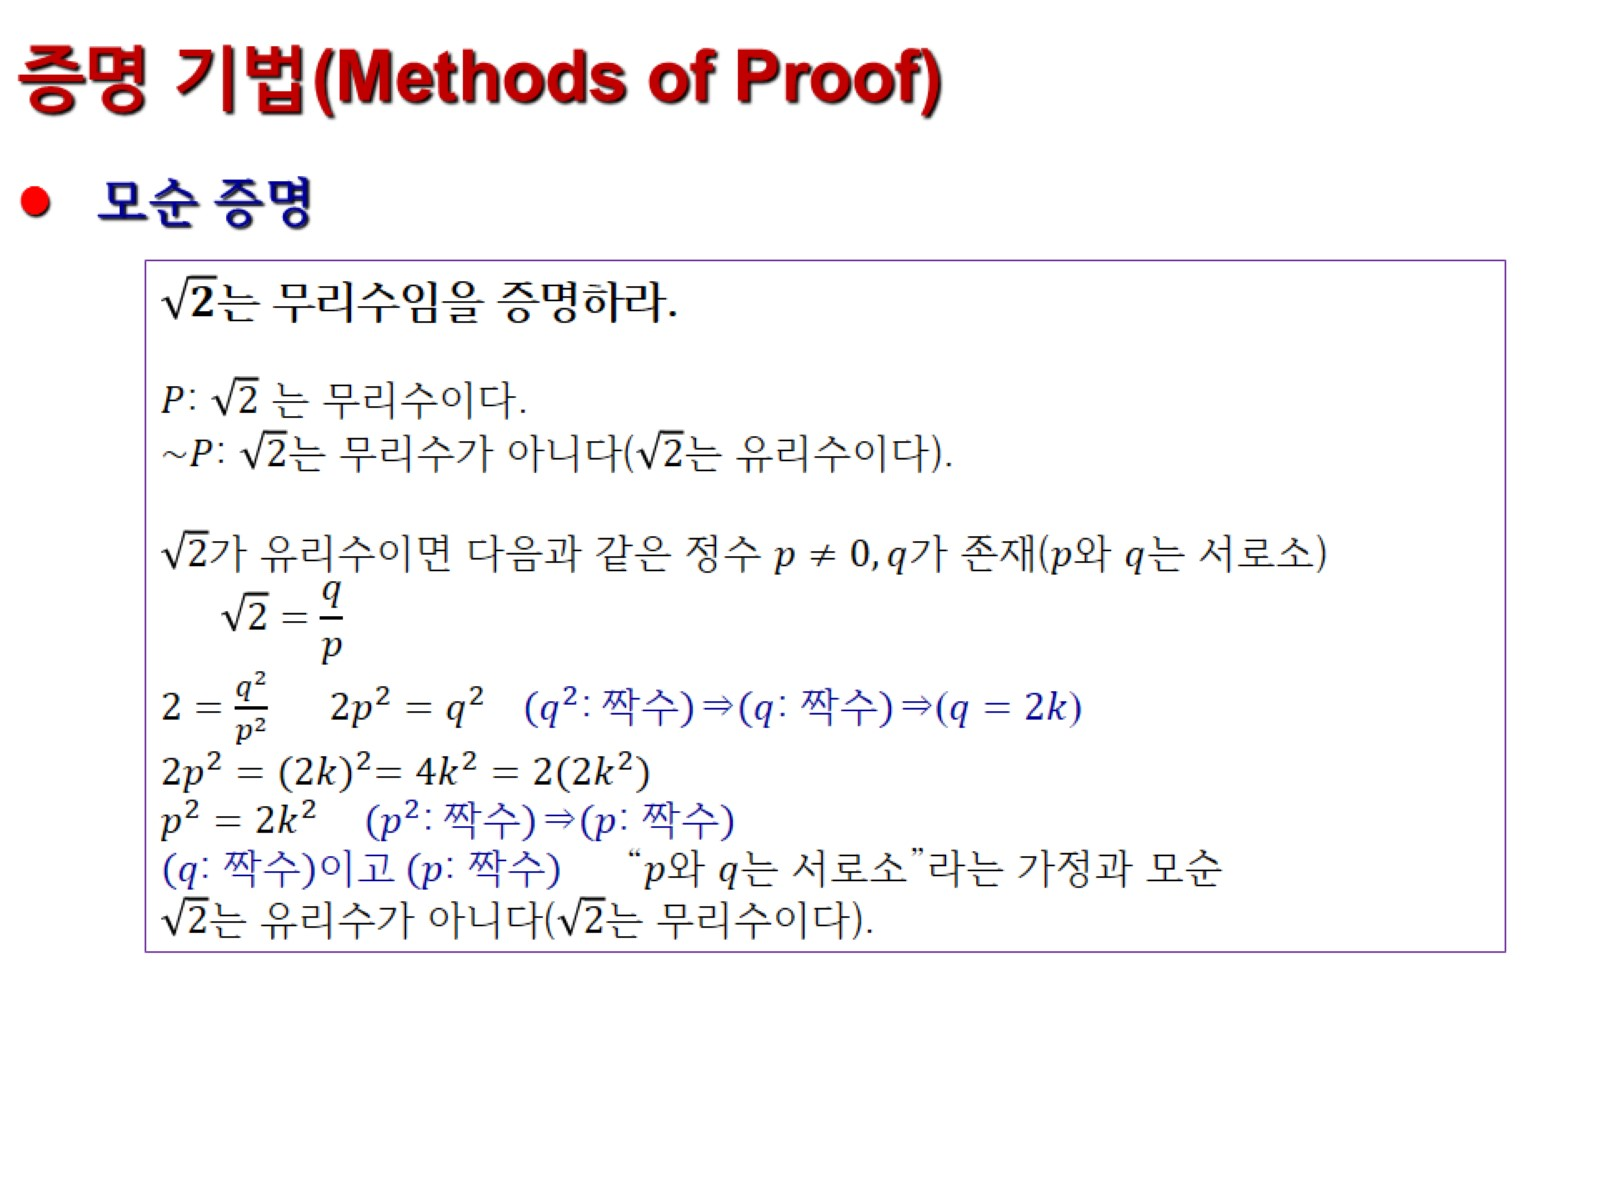 증명 기법(Methods of Proof)
● 모순 증명
√2는 무리수임을 증명하라.
P: √2 는 무리수이다.
~P: √2는 무리수가 아니다(√2는 유리수이다).
√2가 유리수이면 다음과 같은 정수 p ≠ 0, q가 존재(p와 q는 서로소)
√2 = q/p
2 = q²/p² 2p² = q² (q²: 짝수)⇒(q: 짝수)⇒(q = 2k)
2p² = (2k)²= 4k² = 2(2k²)
p² = 2k² (p²: 짝수)⇒(p: 짝수)
(q: 짝수)이고 (p: 짝수) “p와 q는 서로소”라는 가정과 모순
√2는 유리수가 아니다(√2는 무리수이다).